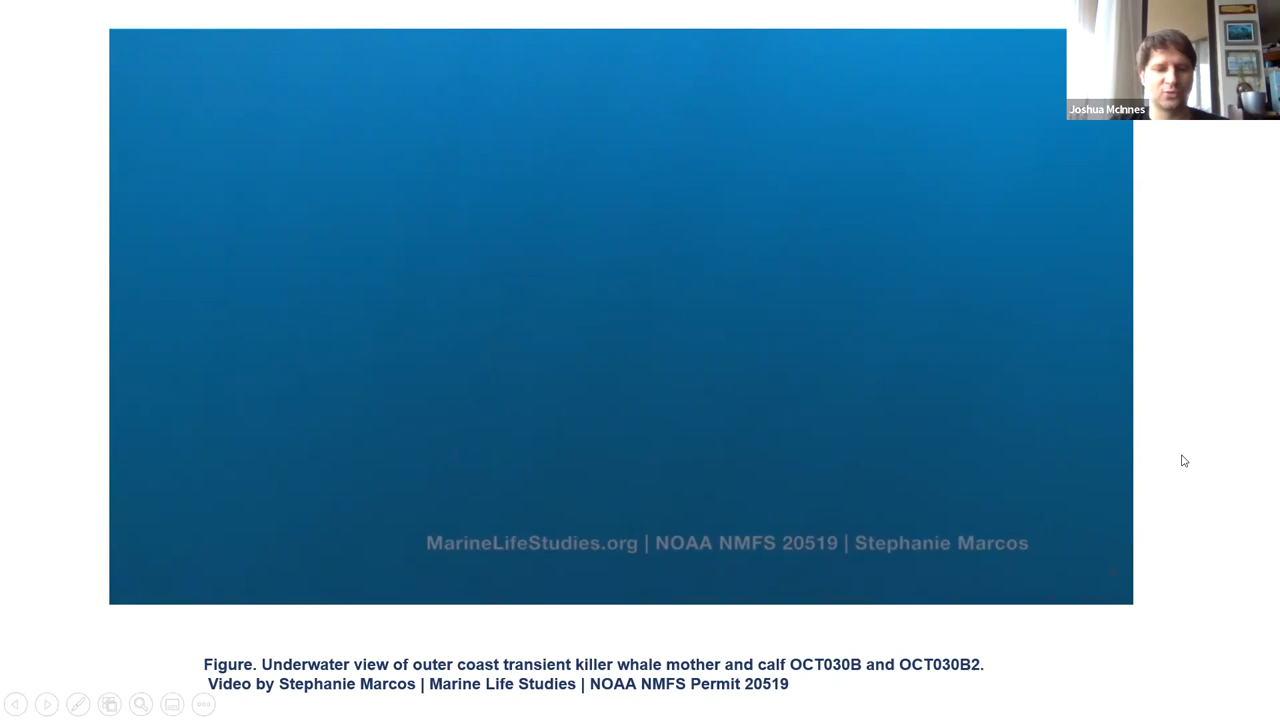 Joshua McInnes
MarineLifeStudies.org | NOAA NMFS 20519 | Stephanie Marcos
Figure. Underwater view of outer coast transient killer whale mother and calf OCT030B and OCT030B2.
Video by Stephanie Marcos | Marine Life Studies | NOAA NMFS Permit 20519